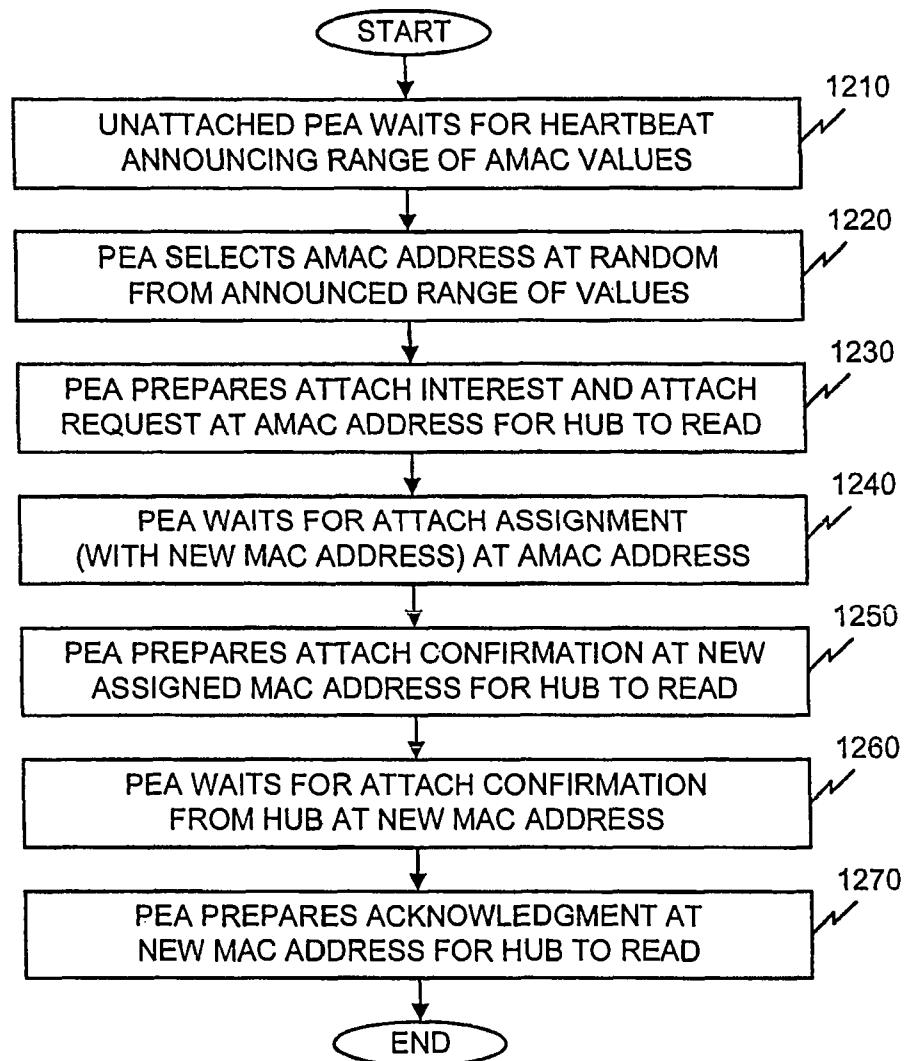 START
1210
UNATTACHED PEA WAITS FOR HEARTBEAT
ANNOUNCING RANGE OF AMAC VALUES
1220
PEA SELECTS AMAC ADDRESS AT RANDOM
FROM ANNOUNCED RANGE OF VALUES
1230
PEA PREPARES ATTACH INTEREST AND ATTACH
REQUEST AT AMAC ADDRESS FOR HUB TO READ
1240
PEA WAITS FOR ATTACH ASSIGNMENT
(WITH NEW MAC ADDRESS) AT AMAC ADDRESS
1250
PEA PREPARES ATTACH CONFIRMATION AT NEW
ASSIGNED MAC ADDRESS FOR HUB TO READ
1260
PEA WAITS FOR ATTACH CONFIRMATION
FROM HUB AT NEW MAC ADDRESS
1270
PEA PREPARES ACKNOWLEDGMENT AT
NEW MAC ADDRESS FOR HUB TO READ
END